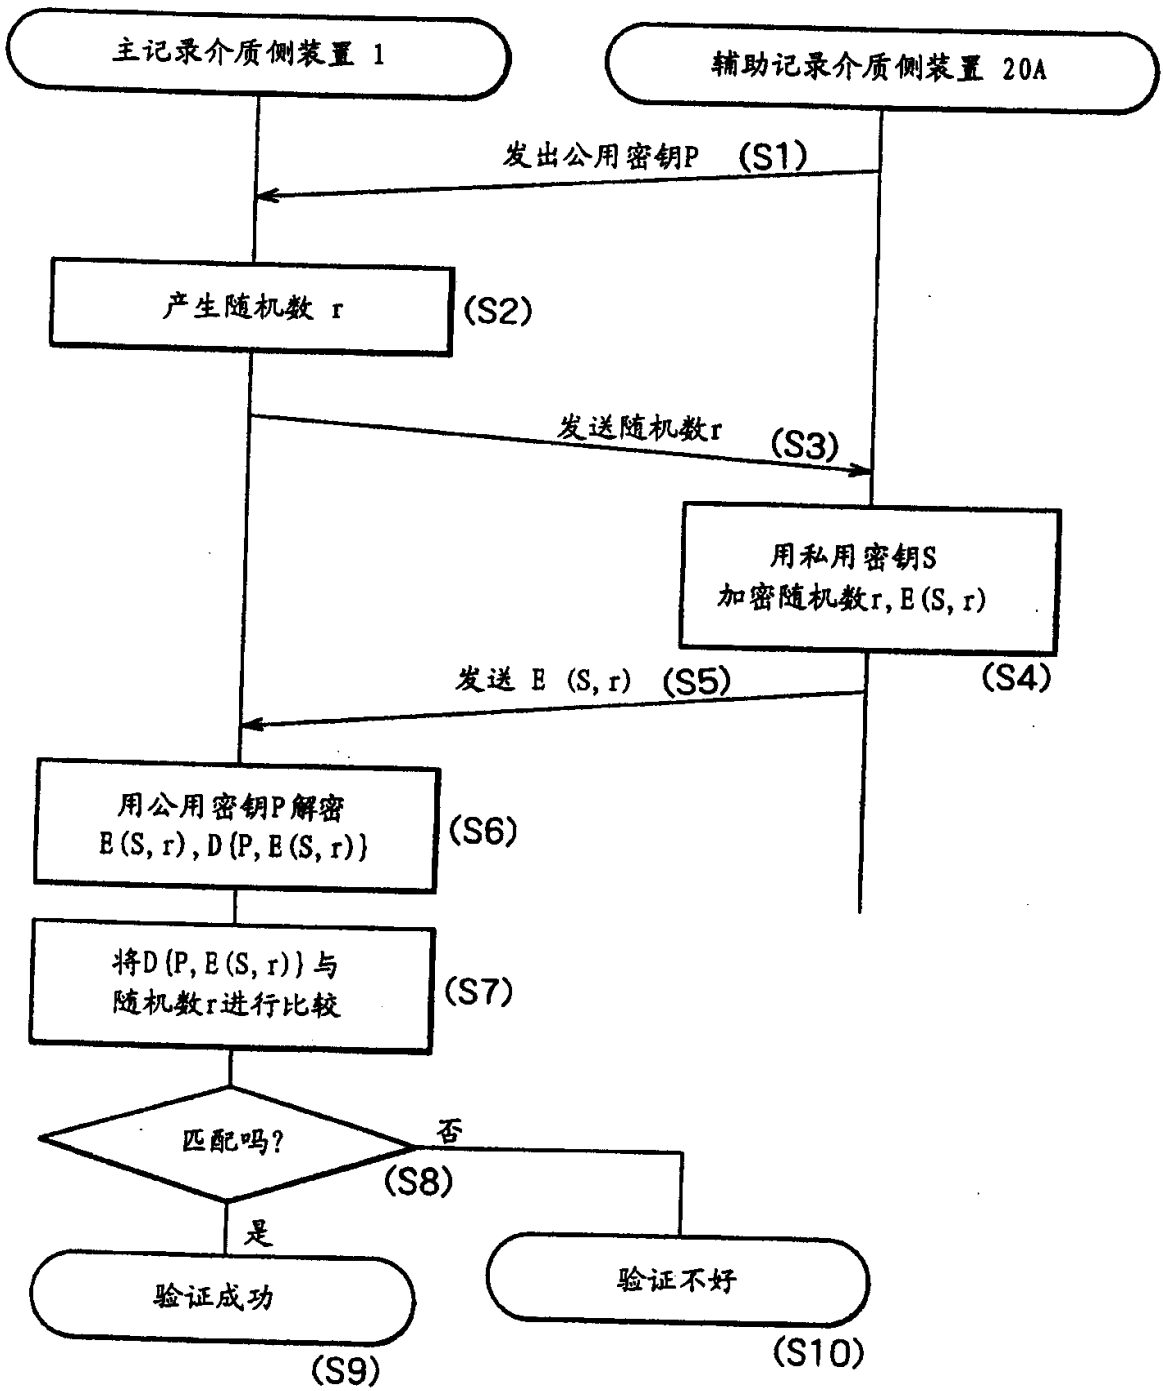 主记录介质侧装置 1
辅助记录介质侧装置 20A
发出公用密钥P (S1)
产生随机数 r (S2)
发送随机数r (S3)
用私用密钥S
加密随机数r,E(S,r)
(S4)
发送 E (S,r) (S5)
用公用密钥P解密
E(S,r),D{P,E(S,r)}
(S6)
将D{P,E(S,r)}与
随机数r进行比较
(S7)
匹配吗?
否
(S8)
是
验证成功
(S9)
验证不好
(S10)